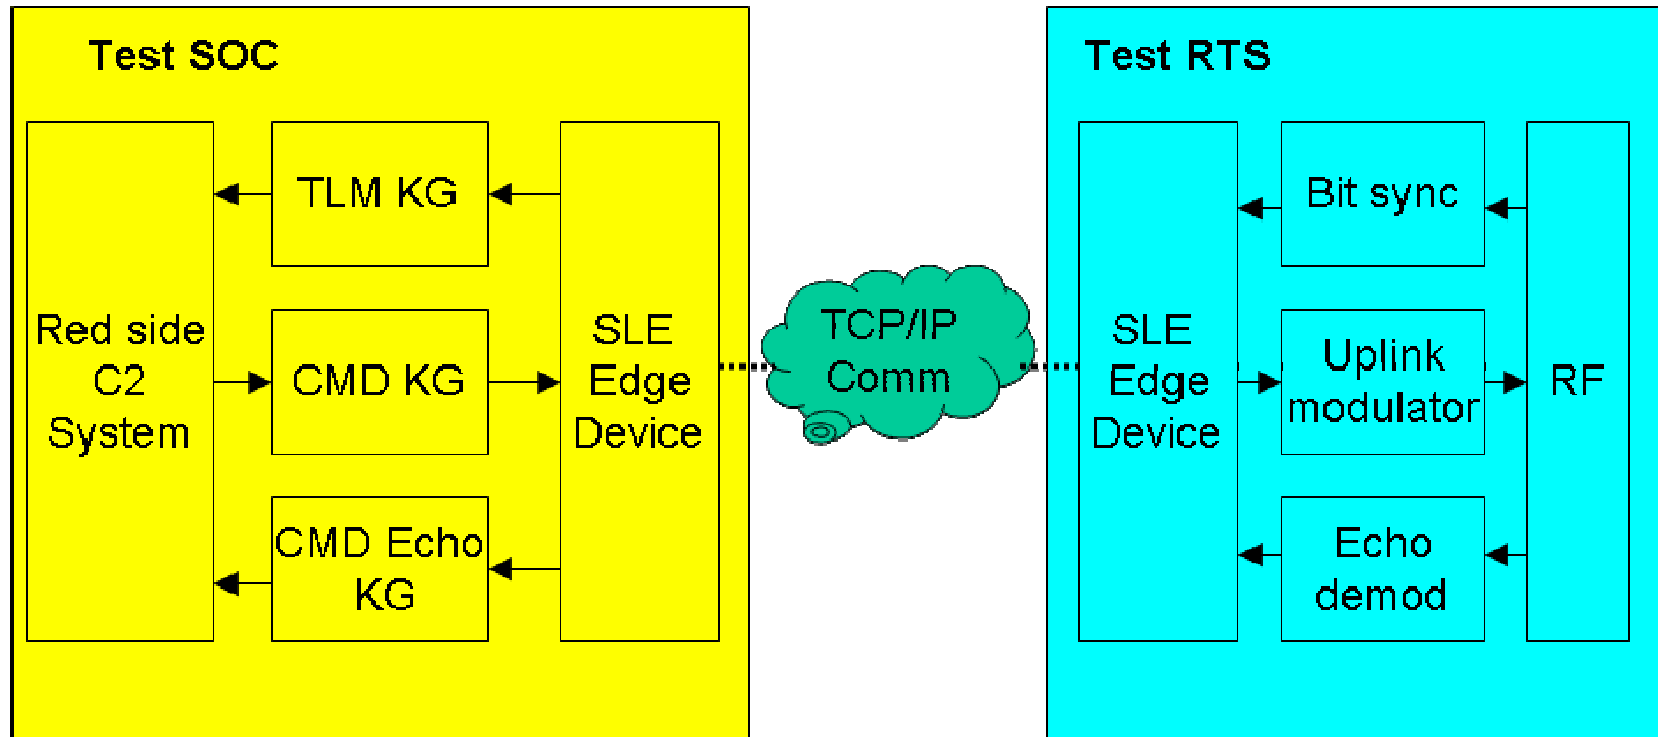 Test SOC
Red side
C2
System
TLM KG
CMD KG
CMD Echo
KG
SLE
Edge
Device
TCP/IP
Comm
Test RTS
SLE
Edge
Device
Bit sync
Uplink
modulator
Echo
demod
RF